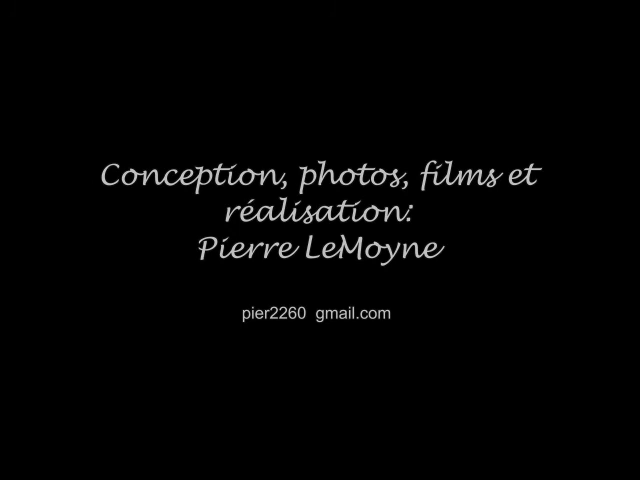 Conception, photos, films et
réalisation:
Pierre LeMoyne
pier2260  gmail.com